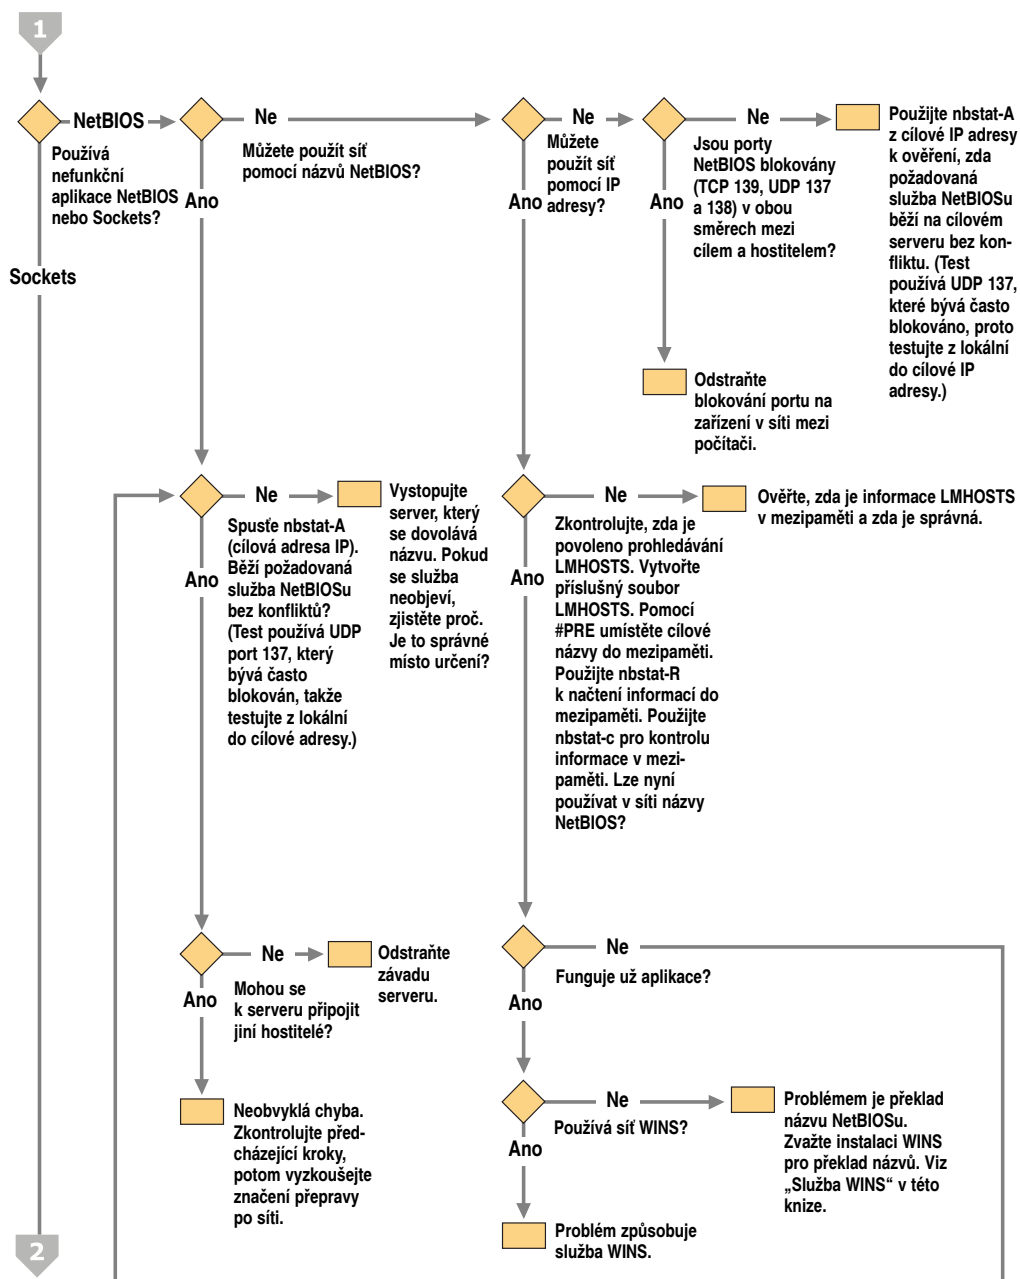 1
NetBIOS
Používá
nefunkční
aplikace NetBIOS
nebo Sockets?
Sockets
Ne
Můžete použít síť
pomocí názvů NetBIOS?
Ano
Ne
Můžete
použít síť
pomocí IP
adresy?
Ano
Ne
Jsou porty
NetBIOS blokovány
(TCP 139, UDP 137
a 138) v obou
směrech mezi
cílem a hostitelem?
Ano
Použijte nbstat-A
z cílové IP adresy
k ověření, zda
požadovaná
služba NetBIOSu
běží na cílovém
serveru bez kon-
fliktu. (Test
používá UDP 137,
které bývá často
blokováno, proto
testujte z lokální
do cílové IP
adresy.)
Odstraňte
blokování portu na
zařízení v síti mezi
počítači.
Ne
Spusťe nbstat-A
(cílová adresa IP).
Běží požadovaná
služba NetBIOSu
bez konfliktů?
(Test používá UDP
port 137, který
bývá často
blokován, takže
testujte z lokální
do cílové adresy.)
Ano
Vystopujte
server, který
se dovolává
názvu. Pokud
se služba
neobjeví,
zjistěte proč.
Je to správné
místo určení?
Ne
Zkontrolujte, zda je
povoleno prohledávání
LMHOSTS. Vytvořte
příslušný soubor
LMHOSTS. Pomocí
#PRE umístěte cílové
názvy do mezipaměti.
Použijte nbstat-R
k načtení informací do
mezipaměti. Použijte
nbstat-c pro kontrolu
informace v mezi-
paměti. Lze nyní
používat v síti názvy
NetBIOS?
Ano
Ověřte, zda je informace LMHOSTS
v mezipaměti a zda je správná.
Ne
Mohou se
k serveru připojit
jiní hostitelé?
Ano
Odstraňte
závadu
serveru.
Ne
Funguje už aplikace?
Ano
Neobvyklá chyba.
Zkontrolujte před-
cházející kroky,
potom vyzkoušejte
značení přepravy
po síti.
Ne
Používá síť WINS?
Ano
Problémem je překlad
názvu NetBIOSu.
Zvažte instalaci WINS
pro překlad názvů. Viz
„Služba WINS“ v této
knize.
Problém způsobuje
služba WINS.
2